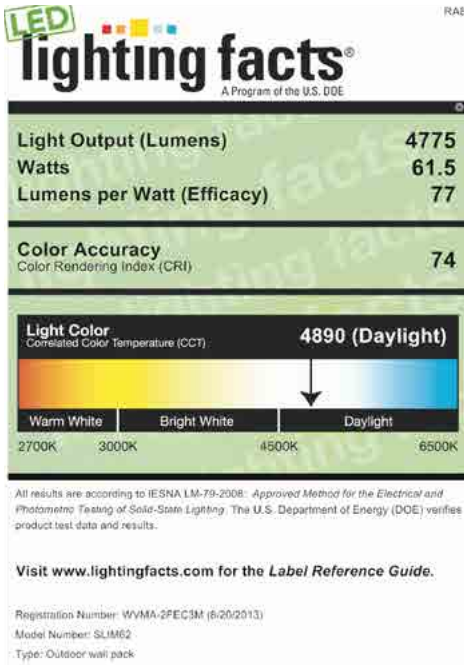 RAB
LED
lighting facts®
A Program of the U.S. DOE
Light Output (Lumens) 4775
Watts 61.5
Lumens per Watt (Efficacy) 77
Color Accuracy 74
Color Rendering Index (CRI)
Light Color 4890 (Daylight)
Correlated Color Temperature (CCT)
Warm White Bright White Daylight
2700K 3000K 4500K 6500K
All results are according to IESNA LM-79-2008: Approved Method for the Electrical and
Photometric Testing of Solid-State Lighting. The U.S. Department of Energy (DOE) verifies
product test data and results.
Visit www.lightingfacts.com for the Label Reference Guide.
Registration Number: WVMA-2FEC3M (6/20/2013)
Model Number: SLIM62
Type: Outdoor wall pack